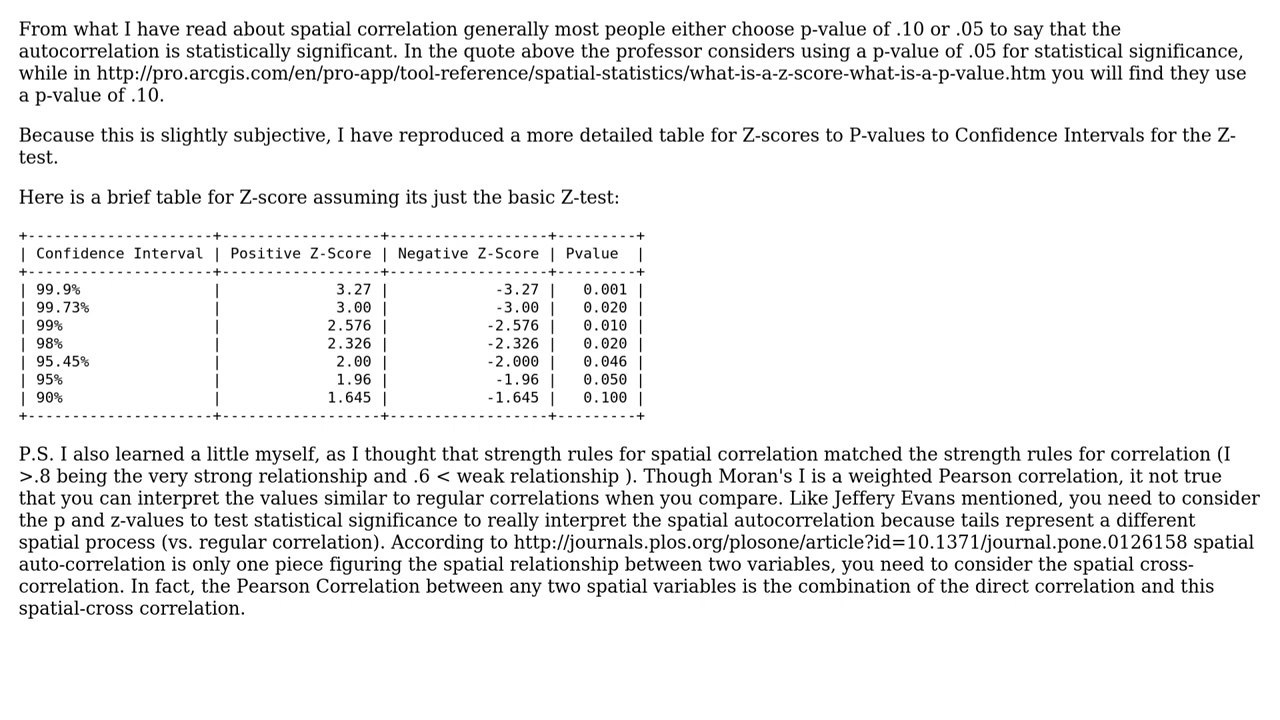 From what I have read about spatial correlation generally most people either choose p-value of .10 or .05 to say that the
autocorrelation is statistically significant. In the quote above the professor considers using a p-value of .05 for statistical significance,
while in http://pro.arcgis.com/en/pro-app/tool-reference/spatial-statistics/what-is-a-z-score-what-is-a-p-value.htm you will find they use
a p-value of .10.
Because this is slightly subjective, I have reproduced a more detailed table for Z-scores to P-values to Confidence Intervals for the Z-
test.
Here is a brief table for Z-score assuming its just the basic Z-test:
+---------------------+------------------+------------------+---------+
| Confidence Interval | Positive Z-Score | Negative Z-Score | Pvalue  |
+---------------------+------------------+------------------+---------+
| 99.9%               |             3.27 |            -3.27 |   0.001 |
| 99.73%              |             3.00 |            -3.00 |   0.020 |
| 99%                 |            2.576 |           -2.576 |   0.010 |
| 98%                 |            2.326 |           -2.326 |   0.020 |
| 95.45%              |             2.00 |           -2.000 |   0.046 |
| 95%                 |             1.96 |            -1.96 |   0.050 |
| 90%                 |            1.645 |           -1.645 |   0.100 |
+---------------------+------------------+------------------+---------+
P.S. I also learned a little myself, as I thought that strength rules for spatial correlation matched the strength rules for correlation (I
>.8 being the very strong relationship and .6 < weak relationship ). Though Moran's I is a weighted Pearson correlation, it not true
that you can interpret the values similar to regular correlations when you compare. Like Jeffery Evans mentioned, you need to consider
the p and z-values to test statistical significance to really interpret the spatial autocorrelation because tails represent a different
spatial process (vs. regular correlation). According to http://journals.plos.org/plosone/article?id=10.1371/journal.pone.0126158 spatial
auto-correlation is only one piece figuring the spatial relationship between two variables, you need to consider the spatial cross-
correlation. In fact, the Pearson Correlation between any two spatial variables is the combination of the direct correlation and this
spatial-cross correlation.